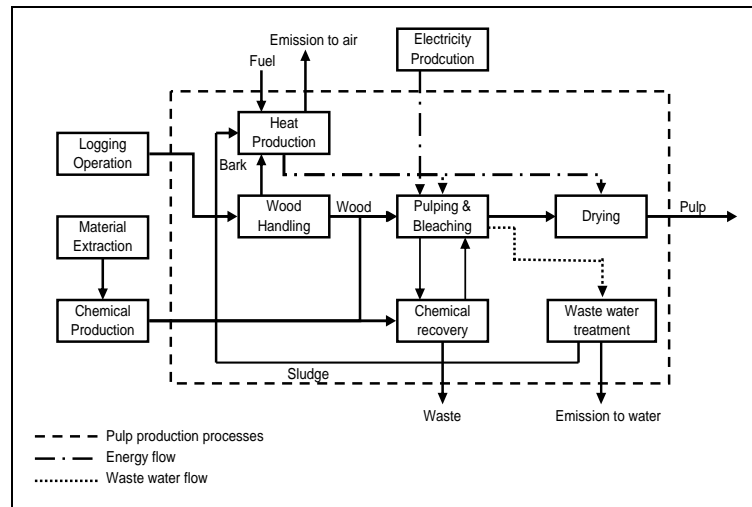 Emission to air
Electricity
Prodcution
Fuel
Heat
Production
Logging
Operation
Bark
Wood
Handling
Wood
Pulping &
Bleaching
Drying
Pulp
Material
Extraction
Chemical
Production
Chemical
recovery
Waste water
treatment
Sludge
Waste
Emission to water
Pulp production processes
Energy flow
Waste water flow